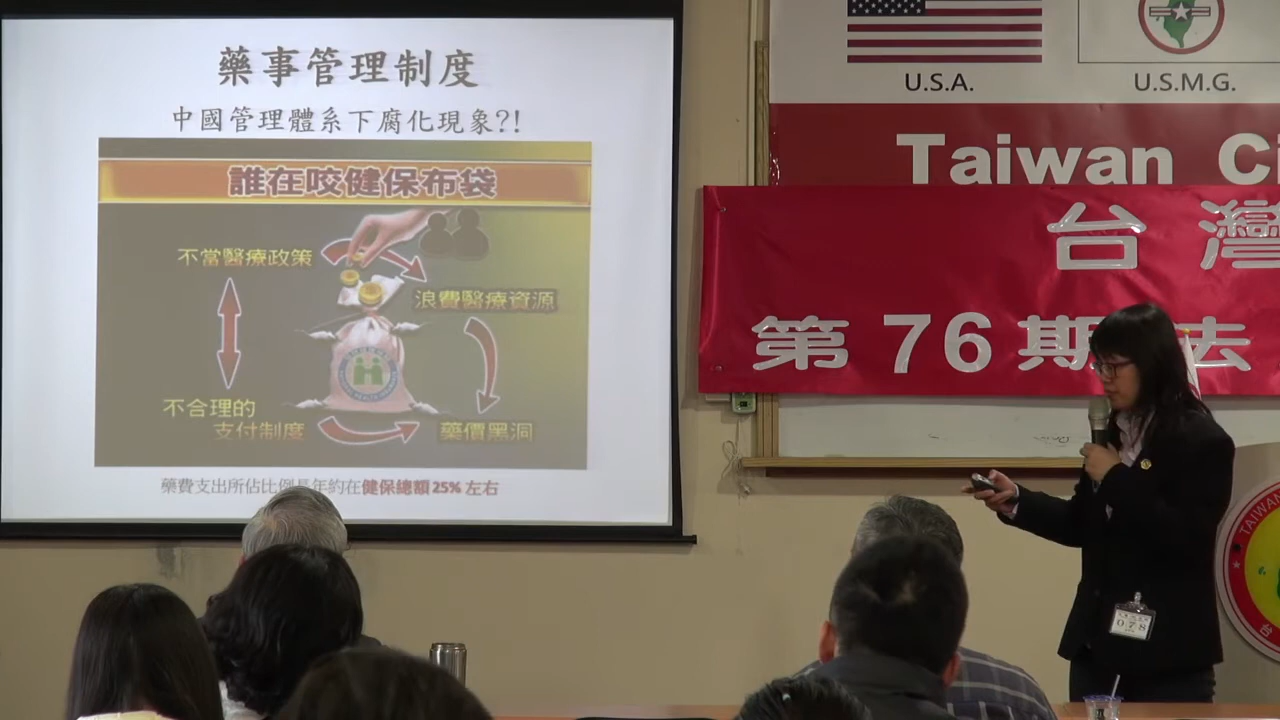 藥事管理制度
中國管理體系下腐化現象?!
誰在咬健保布袋
不當醫療政策
浪費醫療資源
不合理的
支付制度
藥價黑洞
藥費支出所佔比例長年約在健保總額25%左右
U.S.A.
U.S.M.G.
Taiwan Ci
台灣
第76期法
078
TAIWAN
台